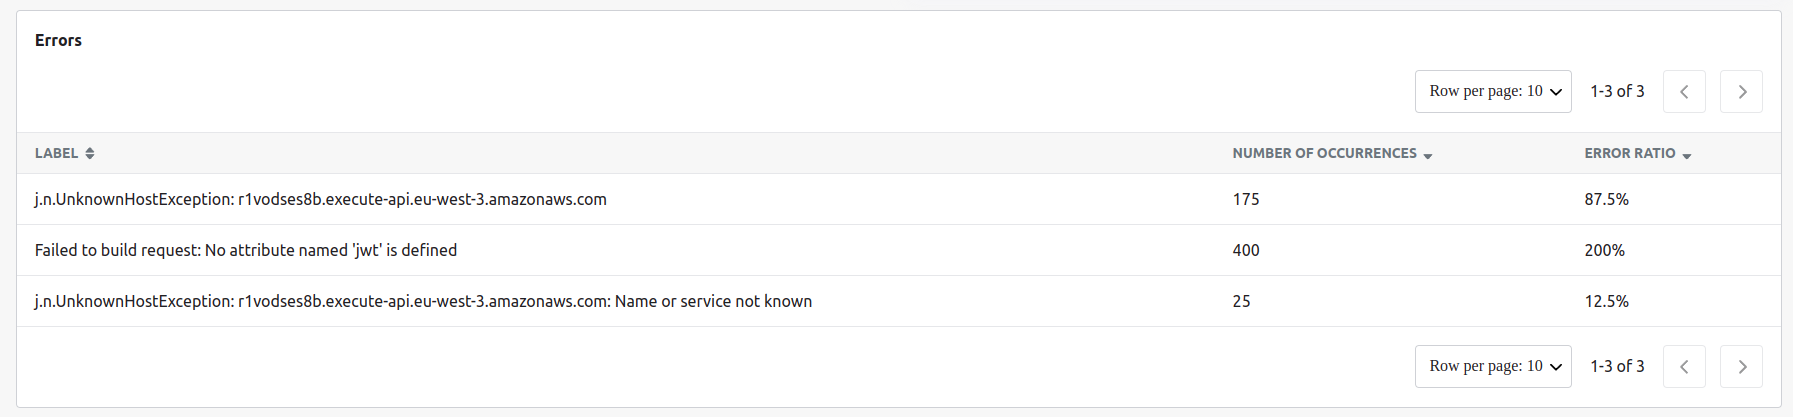 Errors
Row per page: 10 1-3 of 3
LABEL NUMBER OF OCCURRENCES ERROR RATIO
j.n.UnknownHostException: r1vodses8b.execute-api.eu-west-3.amazonaws.com 175 87.5%
Failed to build request: No attribute named 'jwt' is defined 400 200%
j.n.UnknownHostException: r1vodses8b.execute-api.eu-west-3.amazonaws.com: Name or service not known 25 12.5%
Row per page: 10 1-3 of 3